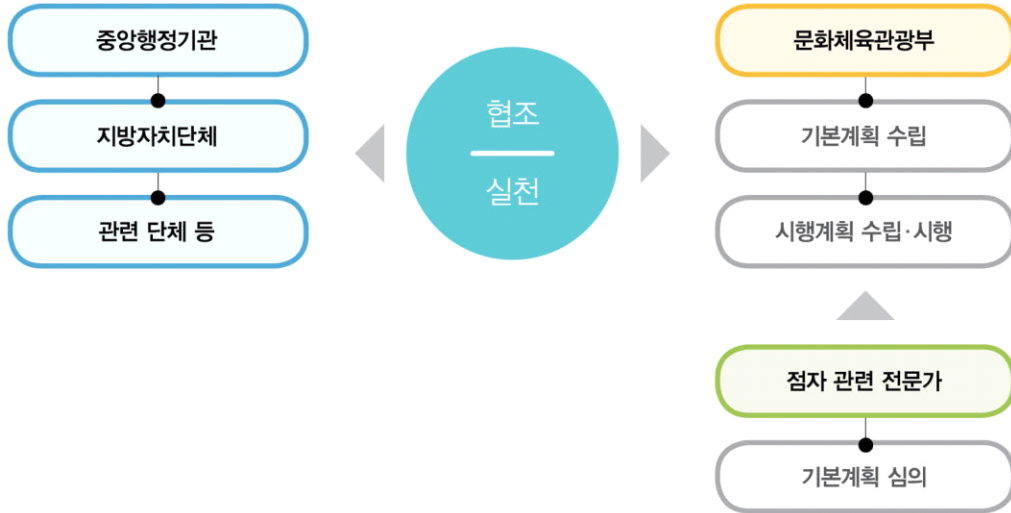 중앙행정기관
지방자치단체
관련 단체 등
협조
실천
문화체육관광부
기본계획 수립
시행계획 수립·시행
점자 관련 전문가
기본계획 심의